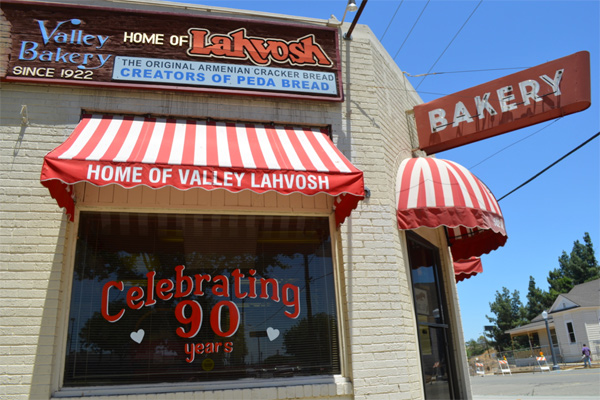 Valley
Bakery
SINCE 1922
HOME OF Lahvosh
THE ORIGINAL ARMENIAN CRACKER BREAD
CREATORS OF PEDA BREAD
BAKERY
HOME OF VALLEY LAHVOSH
Celebrating
90
years